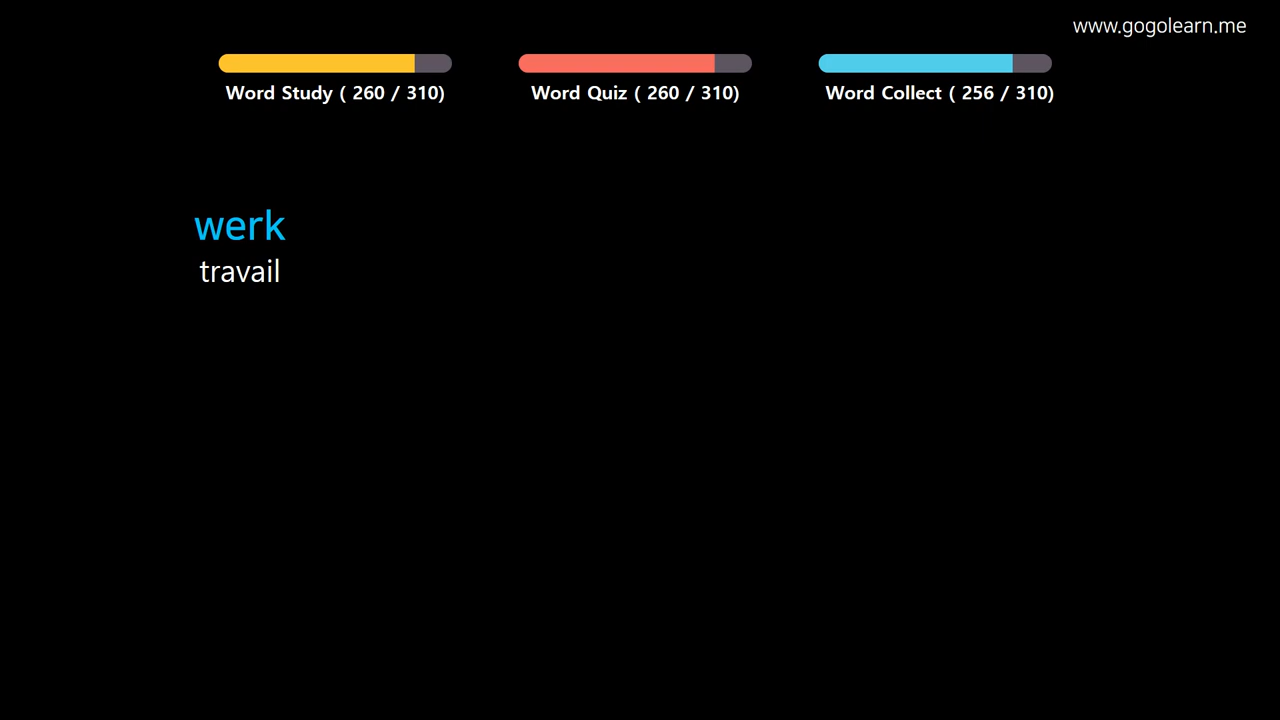 www.gogolearn.me
Word Study ( 260 / 310)
Word Quiz ( 260 / 310)
Word Collect ( 256 / 310)
werk
travail